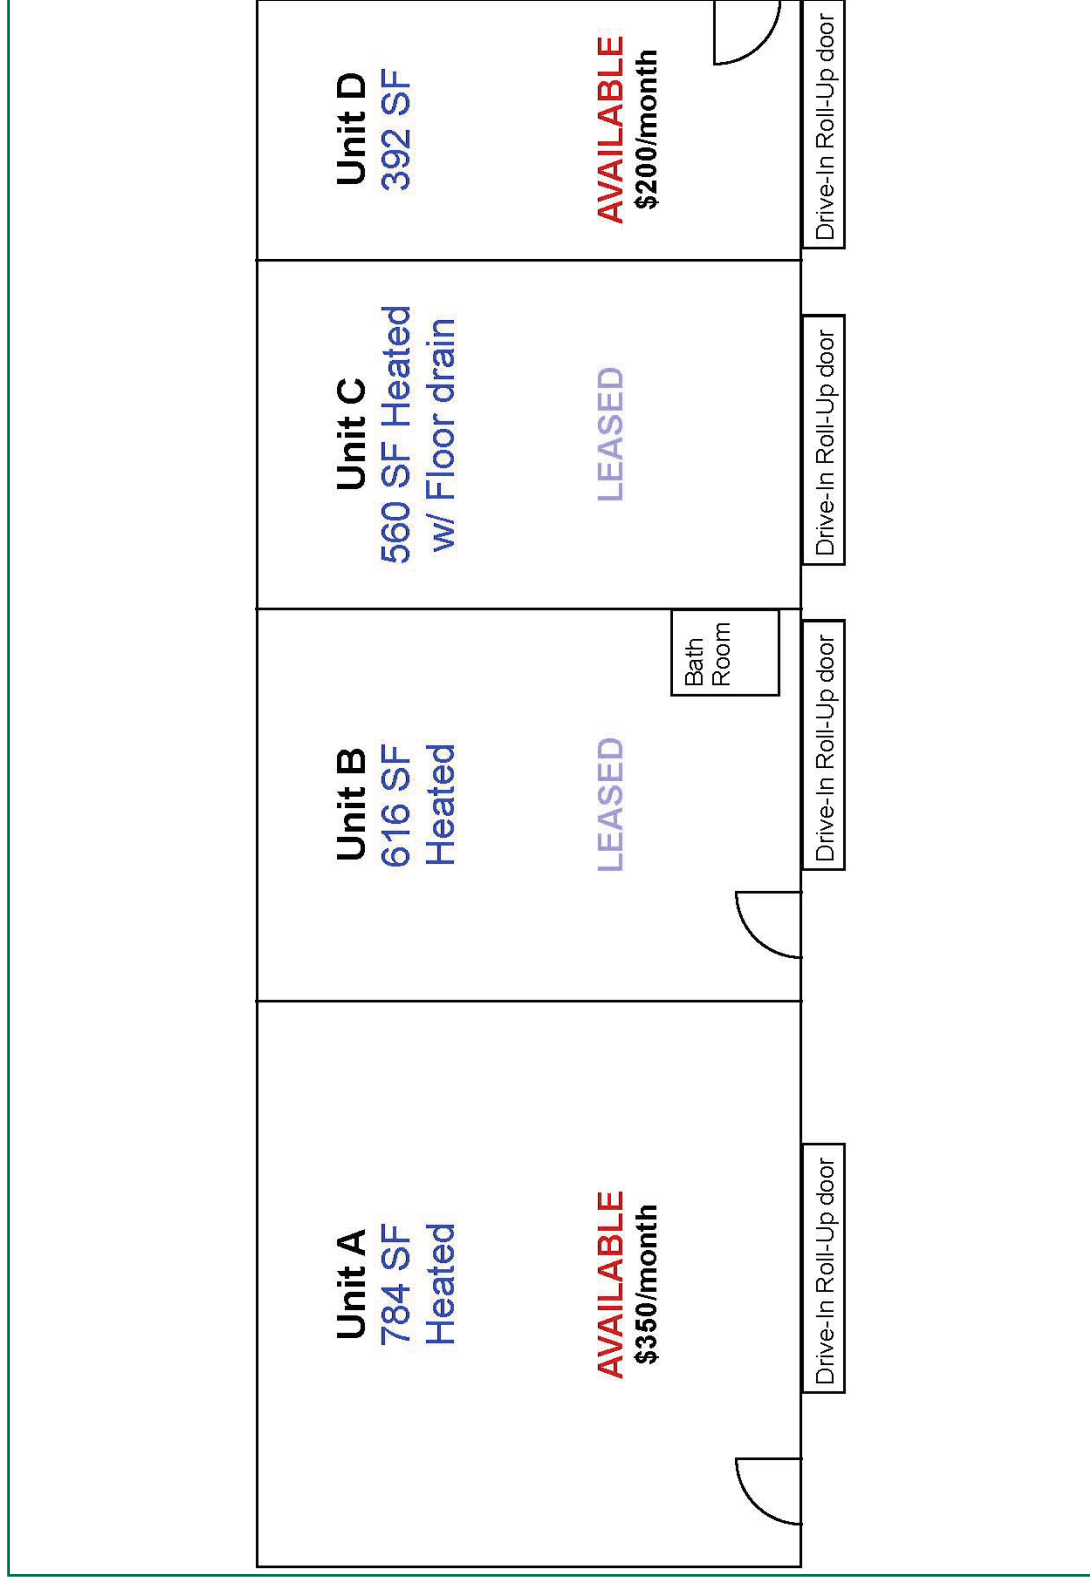 Unit A
784 SF
Heated
AVAILABLE
$350/month
Drive-In Roll-Up door
Unit B
616 SF
Heated
LEASED
Bath
Room
Drive-In Roll-Up door
Unit C
560 SF Heated
w/ Floor drain
LEASED
Drive-In Roll-Up door
Unit D
392 SF
AVAILABLE
$200/month
Drive-In Roll-Up door